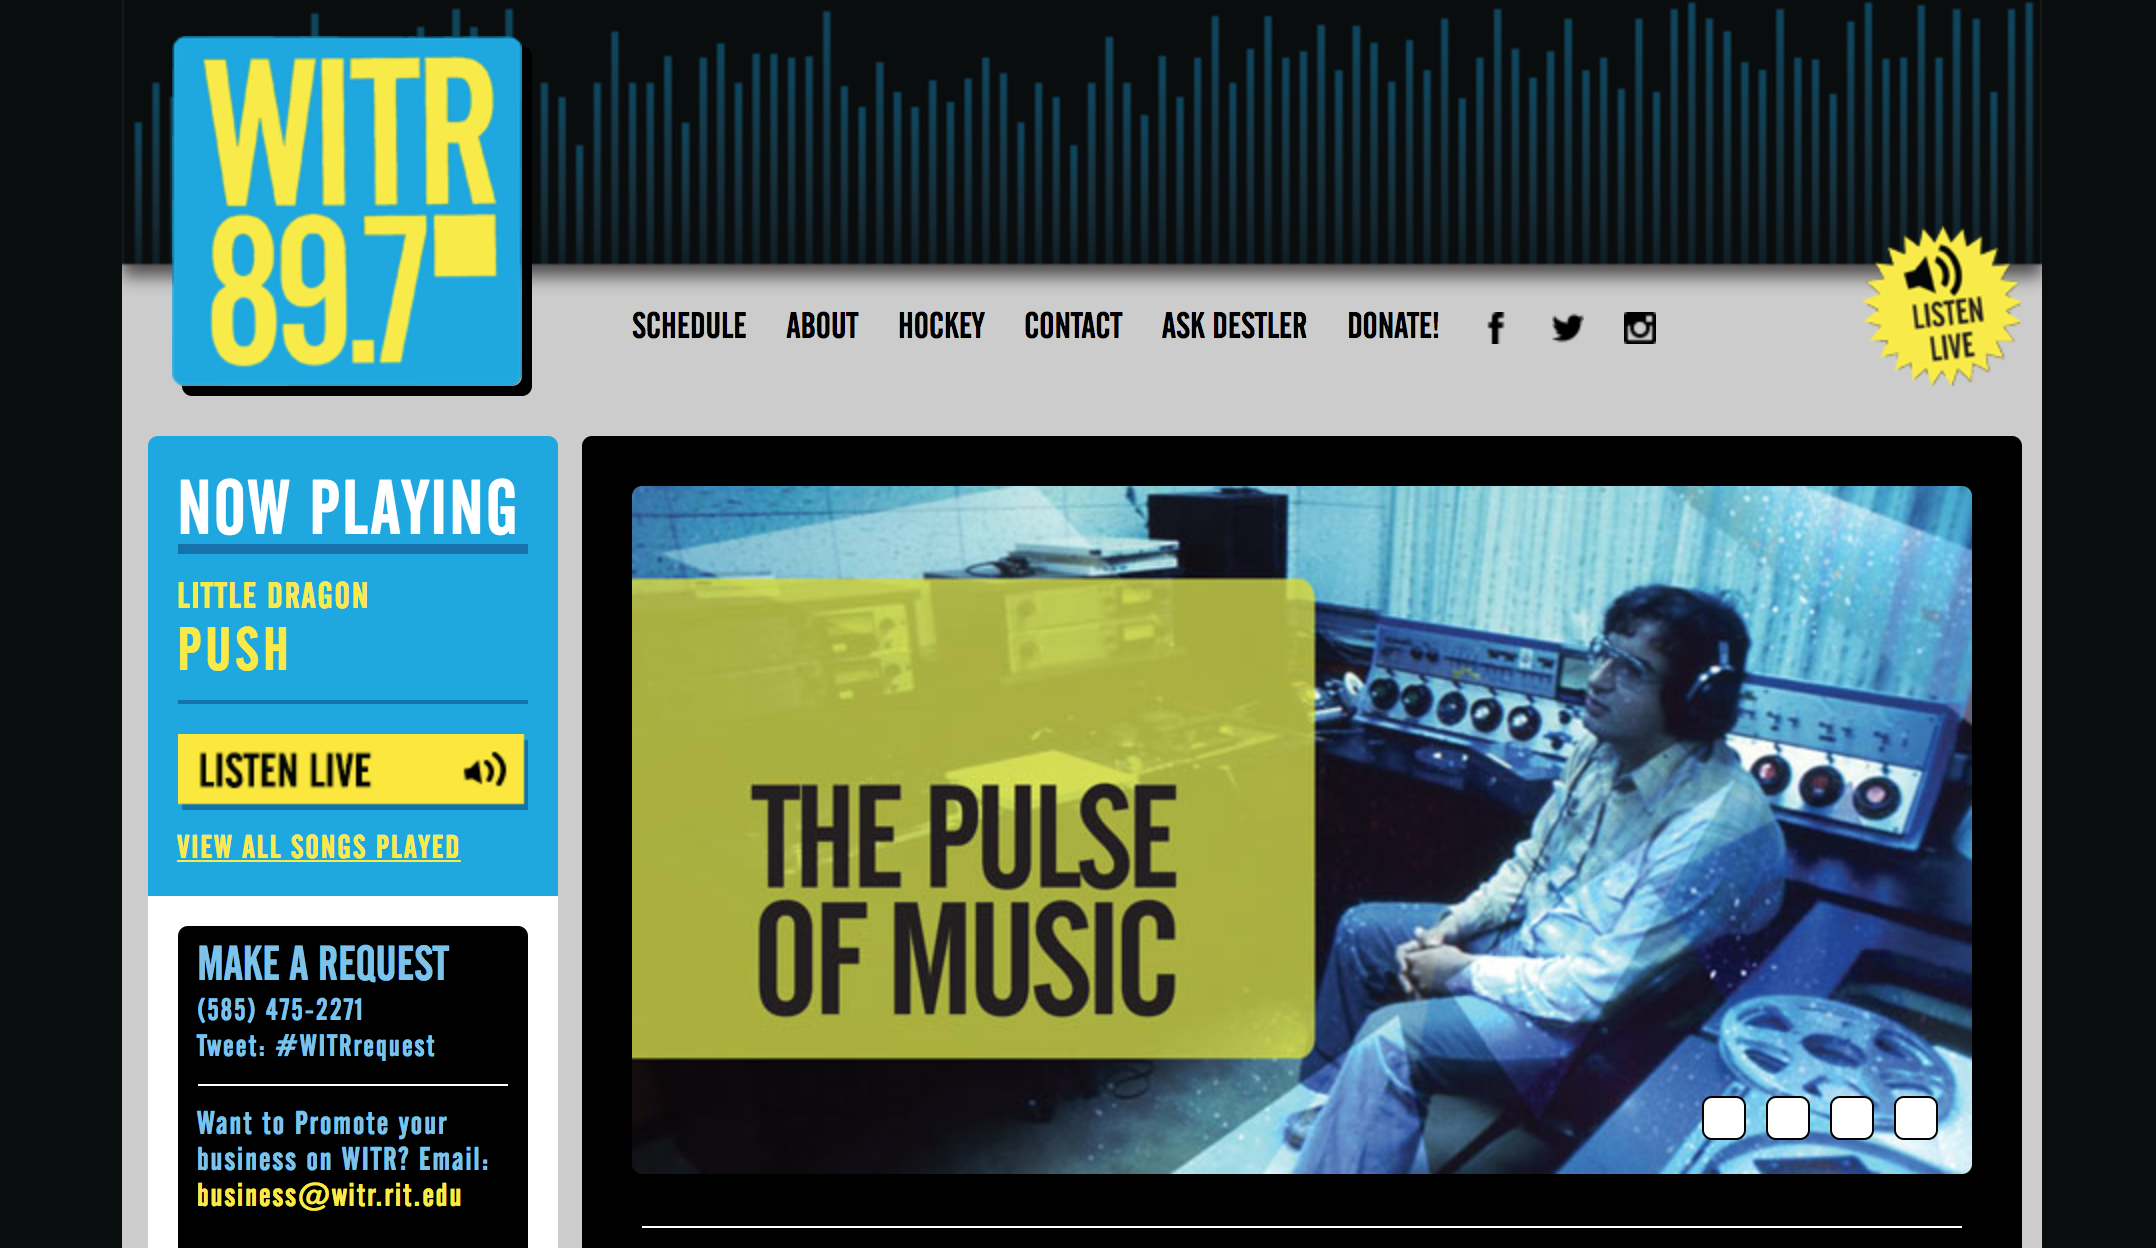 WITR
89.7
SCHEDULE ABOUT HOCKEY CONTACT ASK DESTLER DONATE!
LISTEN
LIVE
NOW PLAYING
LITTLE DRAGON
PUSH
LISTEN LIVE
VIEW ALL SONGS PLAYED
MAKE A REQUEST
(585) 475-2271
Tweet: #WITRrequest
Want to Promote your
business on WITR? Email:
business@witr.rit.edu
THE PULSE
OF MUSIC